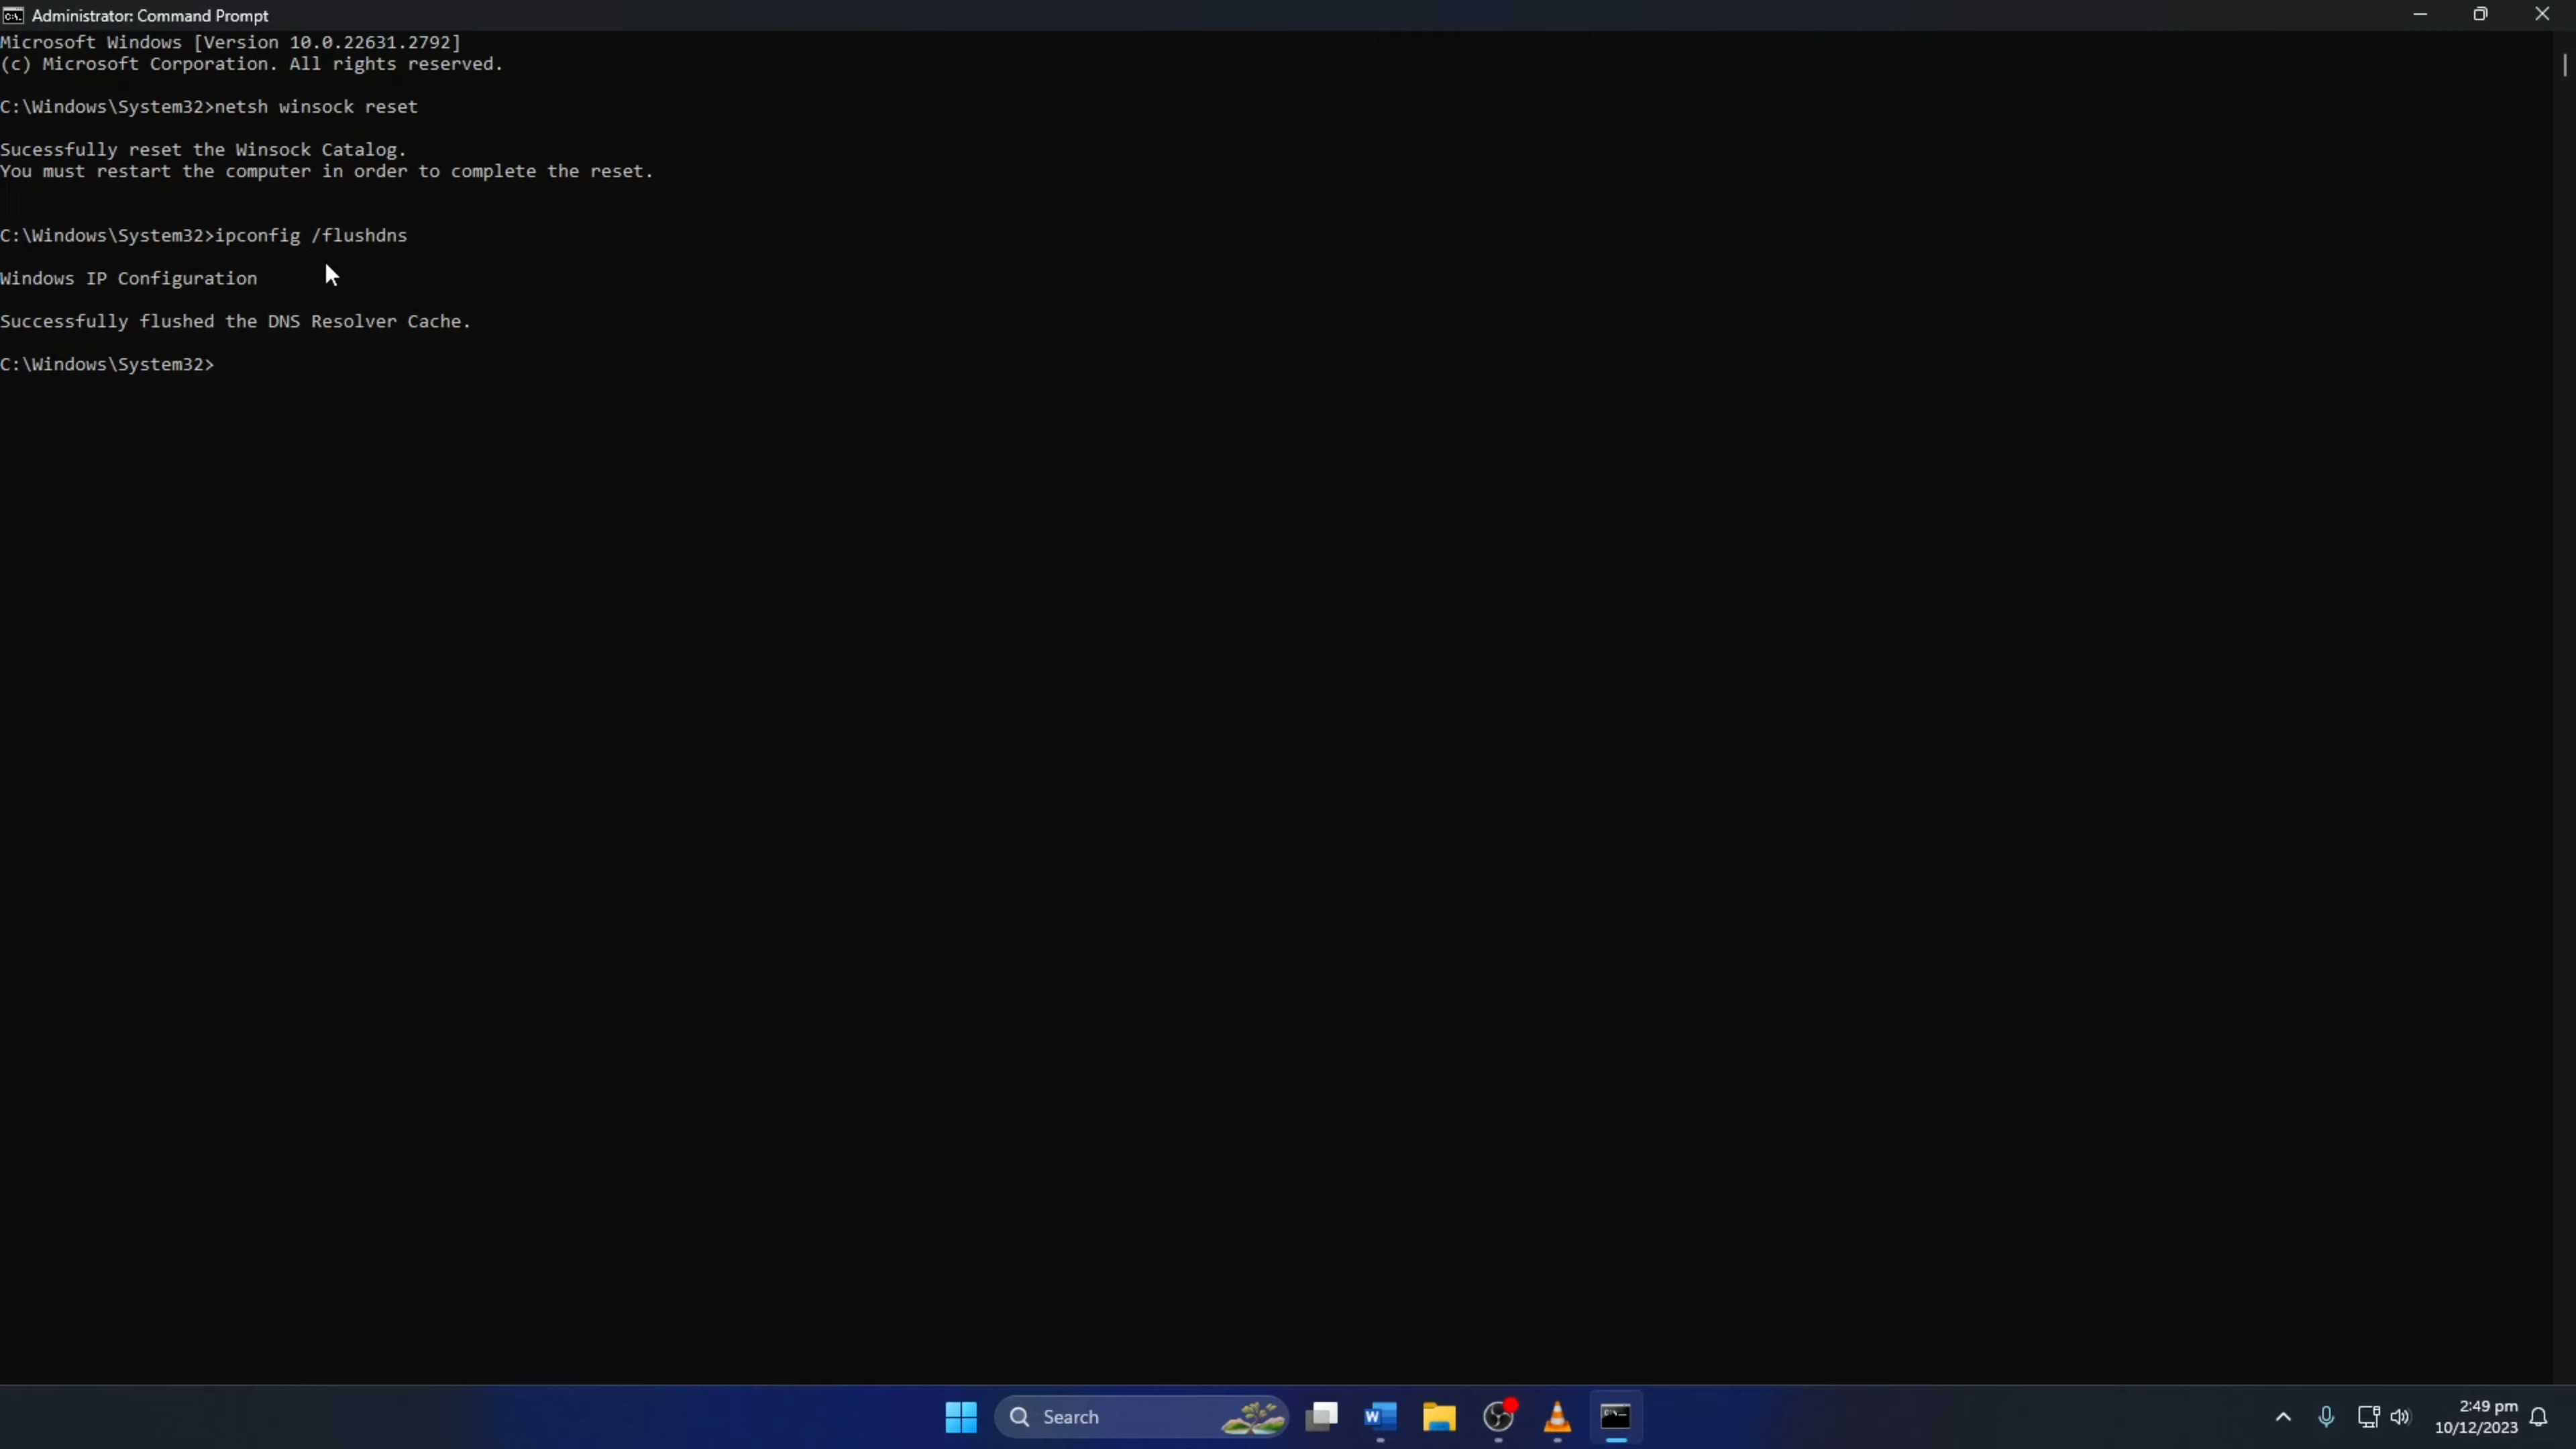 Administrator: Command Prompt
Microsoft Windows [Version 10.0.22631.2792]
(c) Microsoft Corporation. All rights reserved.
C:\Windows\System32>netsh winsock reset
Sucessfully reset the Winsock Catalog.
You must restart the computer in order to complete the reset.
C:\Windows\System32>ipconfig /flushdns
Windows IP Configuration
Successfully flushed the DNS Resolver Cache.
C:\Windows\System32>
Search
2:49 pm
10/12/2023